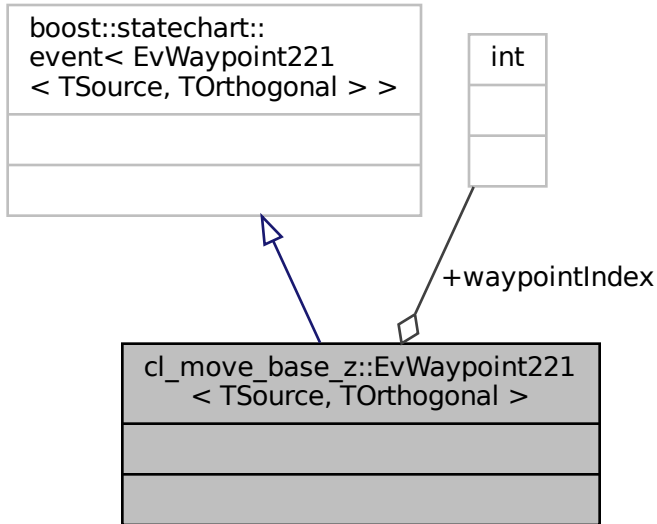 boost::statechart::
event< EvWaypoint221
< TSource, TOrthogonal > >
int
+waypointIndex
cl_move_base_z::EvWaypoint221
< TSource, TOrthogonal >